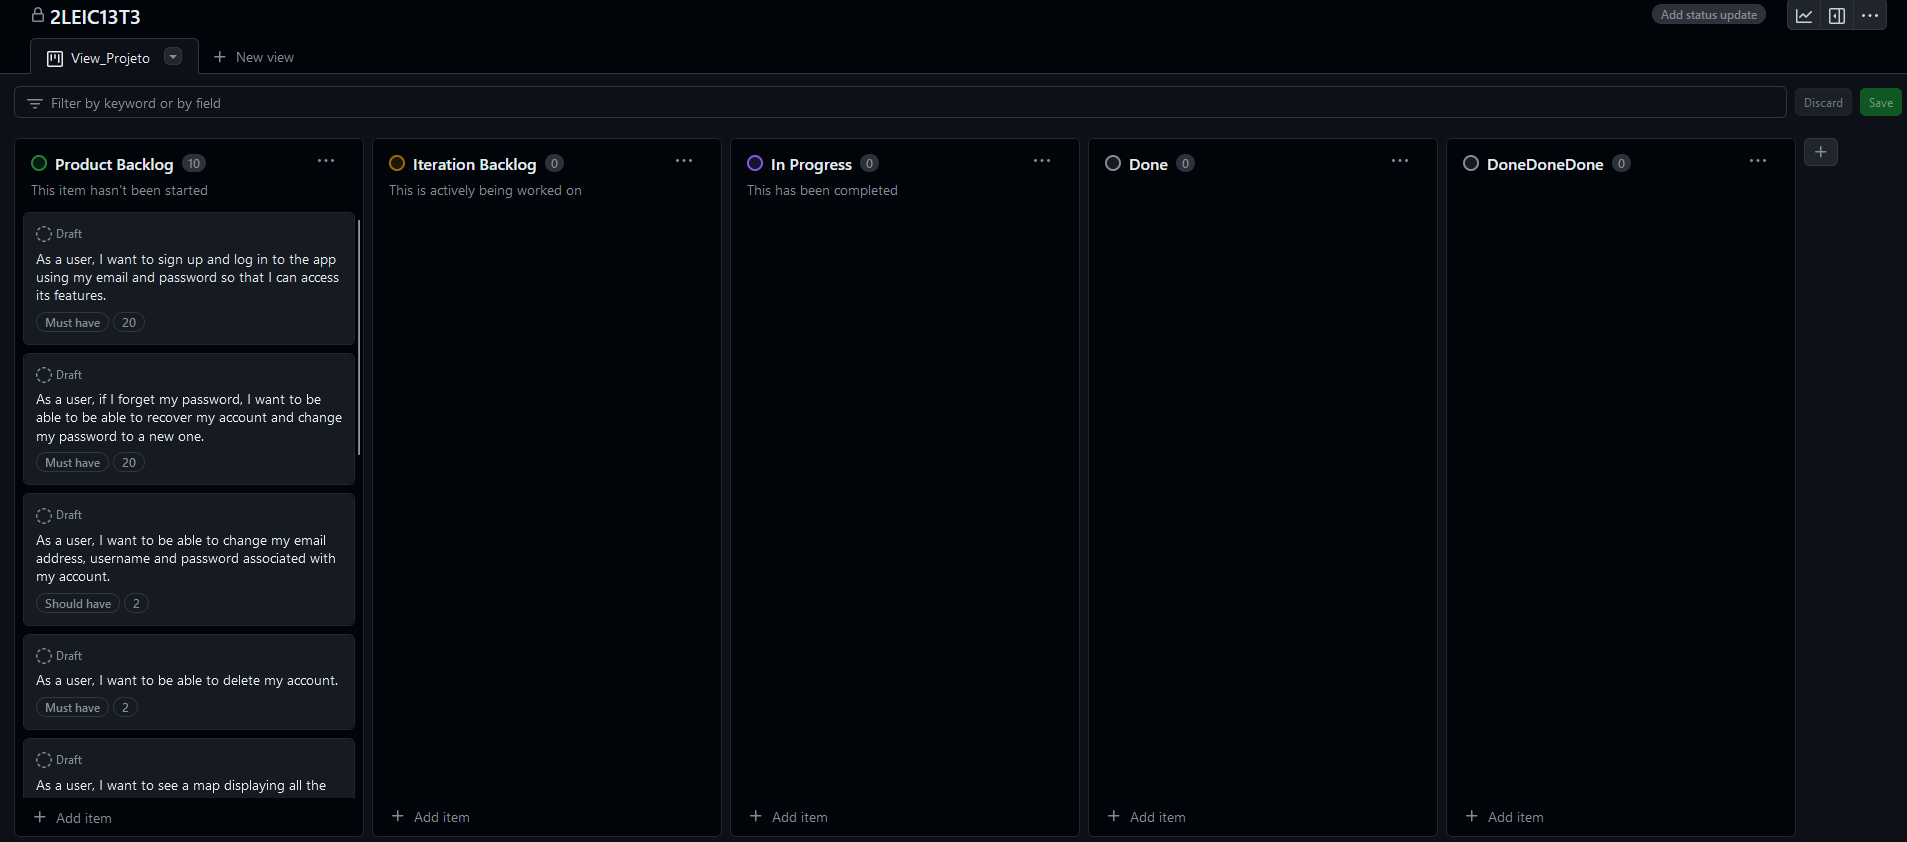 2LEIC13T3
Add status update
View_Projeto
New view
Filter by keyword or by field
Discard
Save
Product Backlog 10
This item hasn't been started
Draft
As a user, I want to sign up and log in to the app
using my email and password so that I can access
its features.
Must have 20
Draft
As a user, if I forget my password, I want to be
able to be able to recover my account and change
my password to a new one.
Must have 20
Draft
As a user, I want to be able to change my email
address, username and password associated with
my account.
Should have 2
Draft
As a user, I want to be able to delete my account.
Must have 2
Draft
As a user, I want to see a map displaying all the
Add item
Iteration Backlog 0
This is actively being worked on
Add item
In Progress 0
This has been completed
Add item
Done 0
Add item
DoneDoneDone 0
Add item